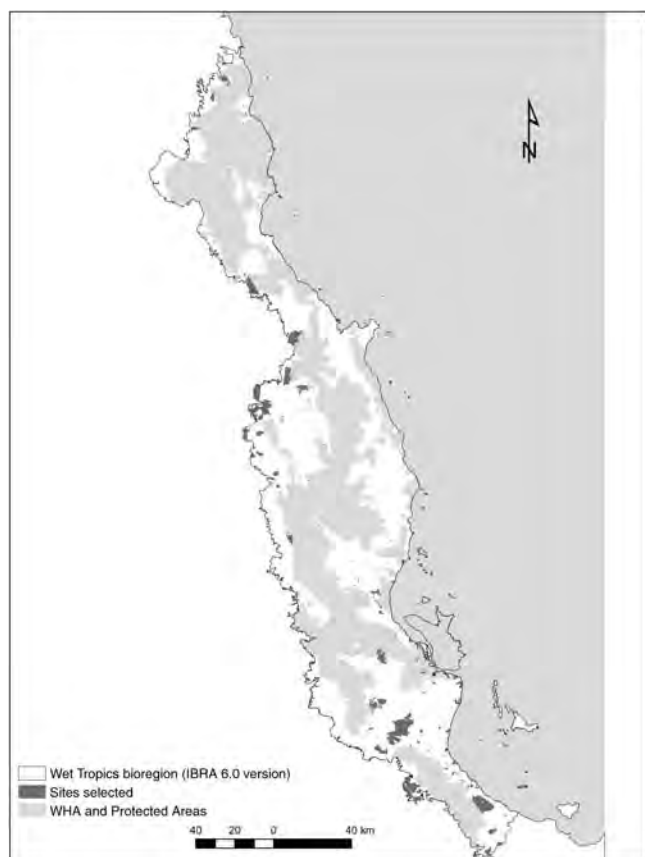 N
Wet Tropics bioregion (IBRA 6.0 version)
Sites selected
WHA and Protected Areas
40 20 0 40 km